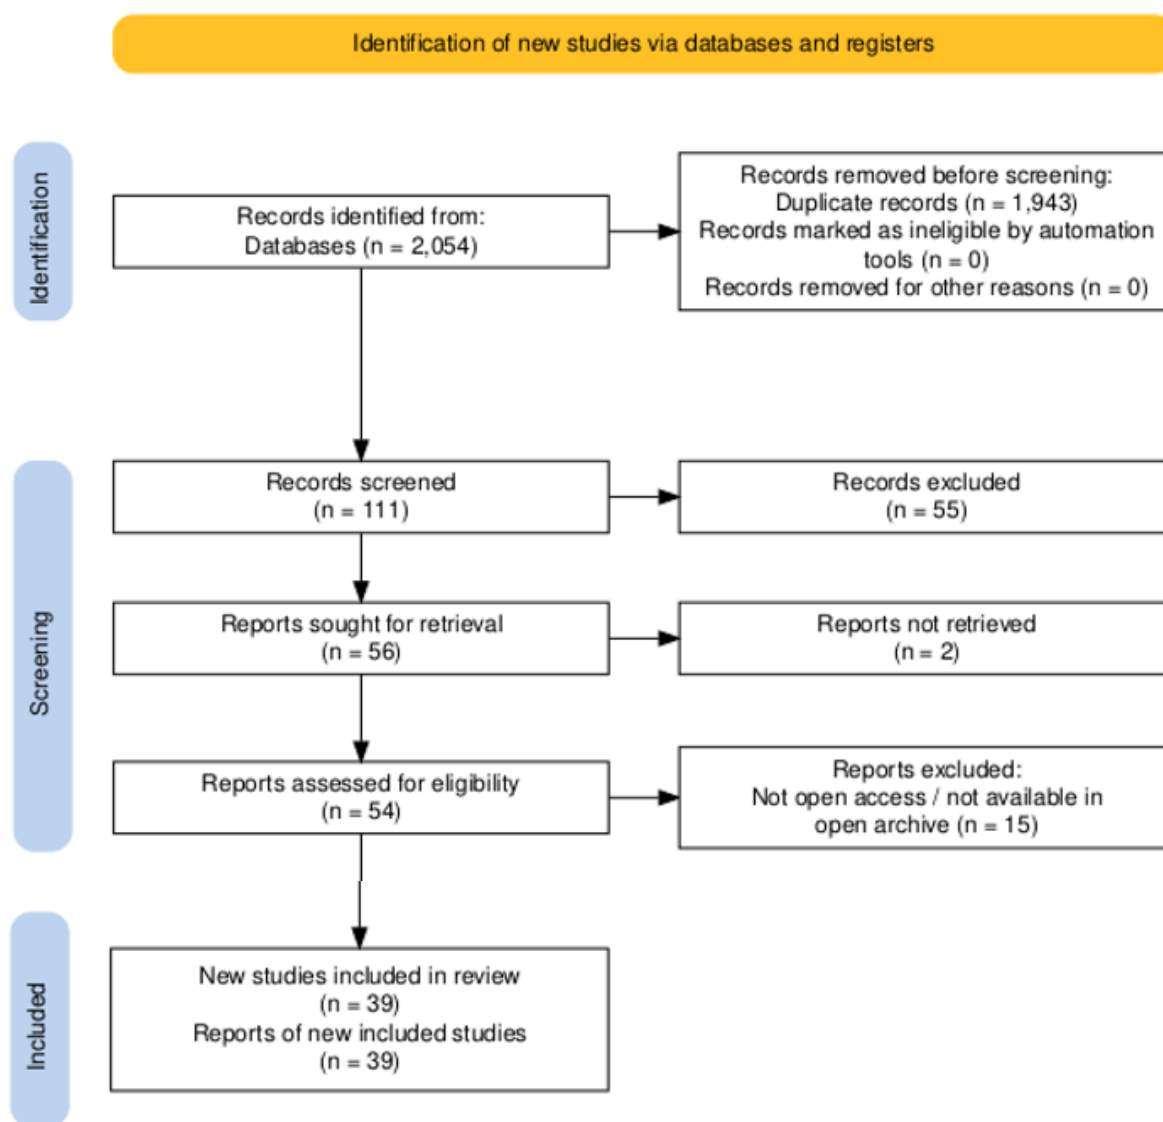 Identification of new studies via databases and registers
Identification
Records identified from:
Databases (n = 2,054)
Records removed before screening:
Duplicate records (n = 1,943)
Records marked as ineligible by automation
tools (n = 0)
Records removed for other reasons (n = 0)
Screening
Records screened
(n = 111)
Records excluded
(n = 55)
Reports sought for retrieval
(n = 56)
Reports not retrieved
(n = 2)
Reports assessed for eligibility
(n = 54)
Reports excluded:
Not open access / not available in
open archive (n = 15)
Included
New studies included in review
(n = 39)
Reports of new included studies
(n = 39)